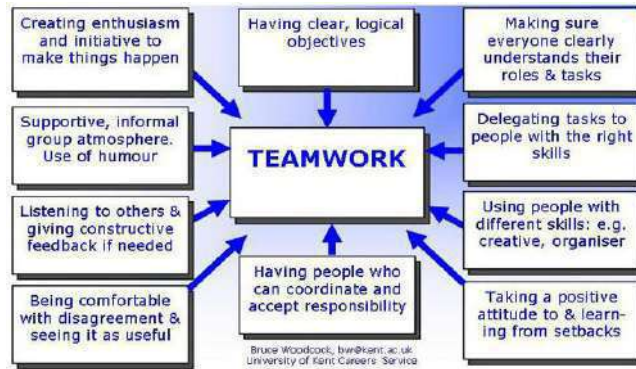 Creating enthusiasm
and initiative to
make things happen
Having clear, logical
objectives
Making sure
everyone clearly
understands their
roles & tasks
Supportive, informal
group atmosphere.
Use of humour
TEAMWORK
Delegating tasks to
people with the right
skills
Listening to others &
giving constructive
feedback if needed
Using people with
different skills: e.g.
creative, organiser
Being comfortable
with disagreement &
seeing it as useful
Having people who
can coordinate and
accept responsibility
Taking a positive
attitude to & learn-
ing from setbacks
Bruce Woodcock, bw@kent.ac.uk
University of Kent Careers Service